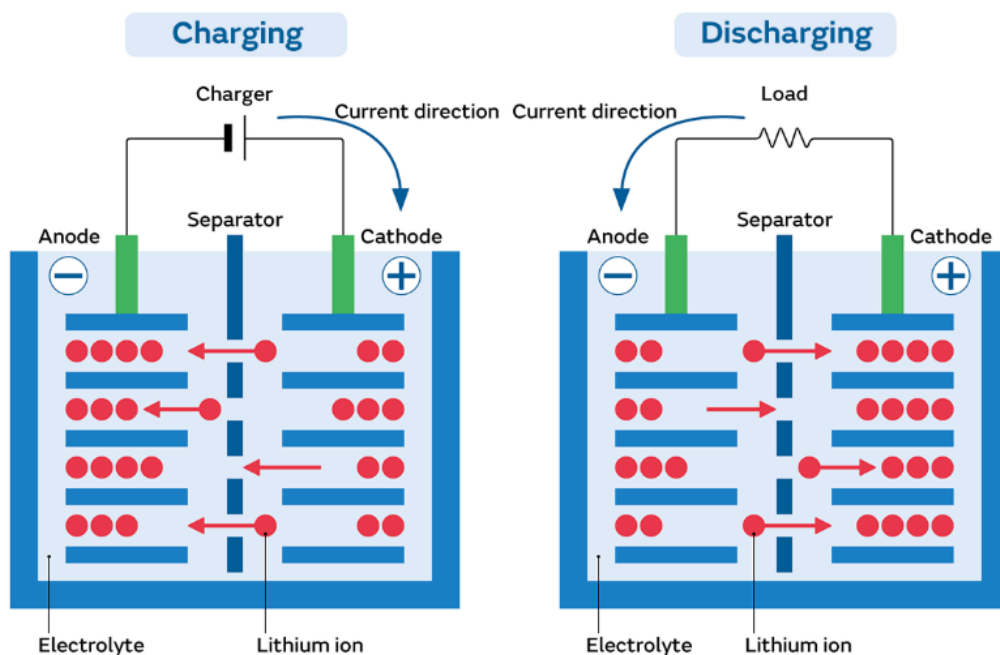 Charging
Discharging
Charger
Current direction
Current direction
Load
Anode
Separator
Cathode
Anode
Separator
Cathode
−
+
−
+
Electrolyte
Lithium ion
Electrolyte
Lithium ion